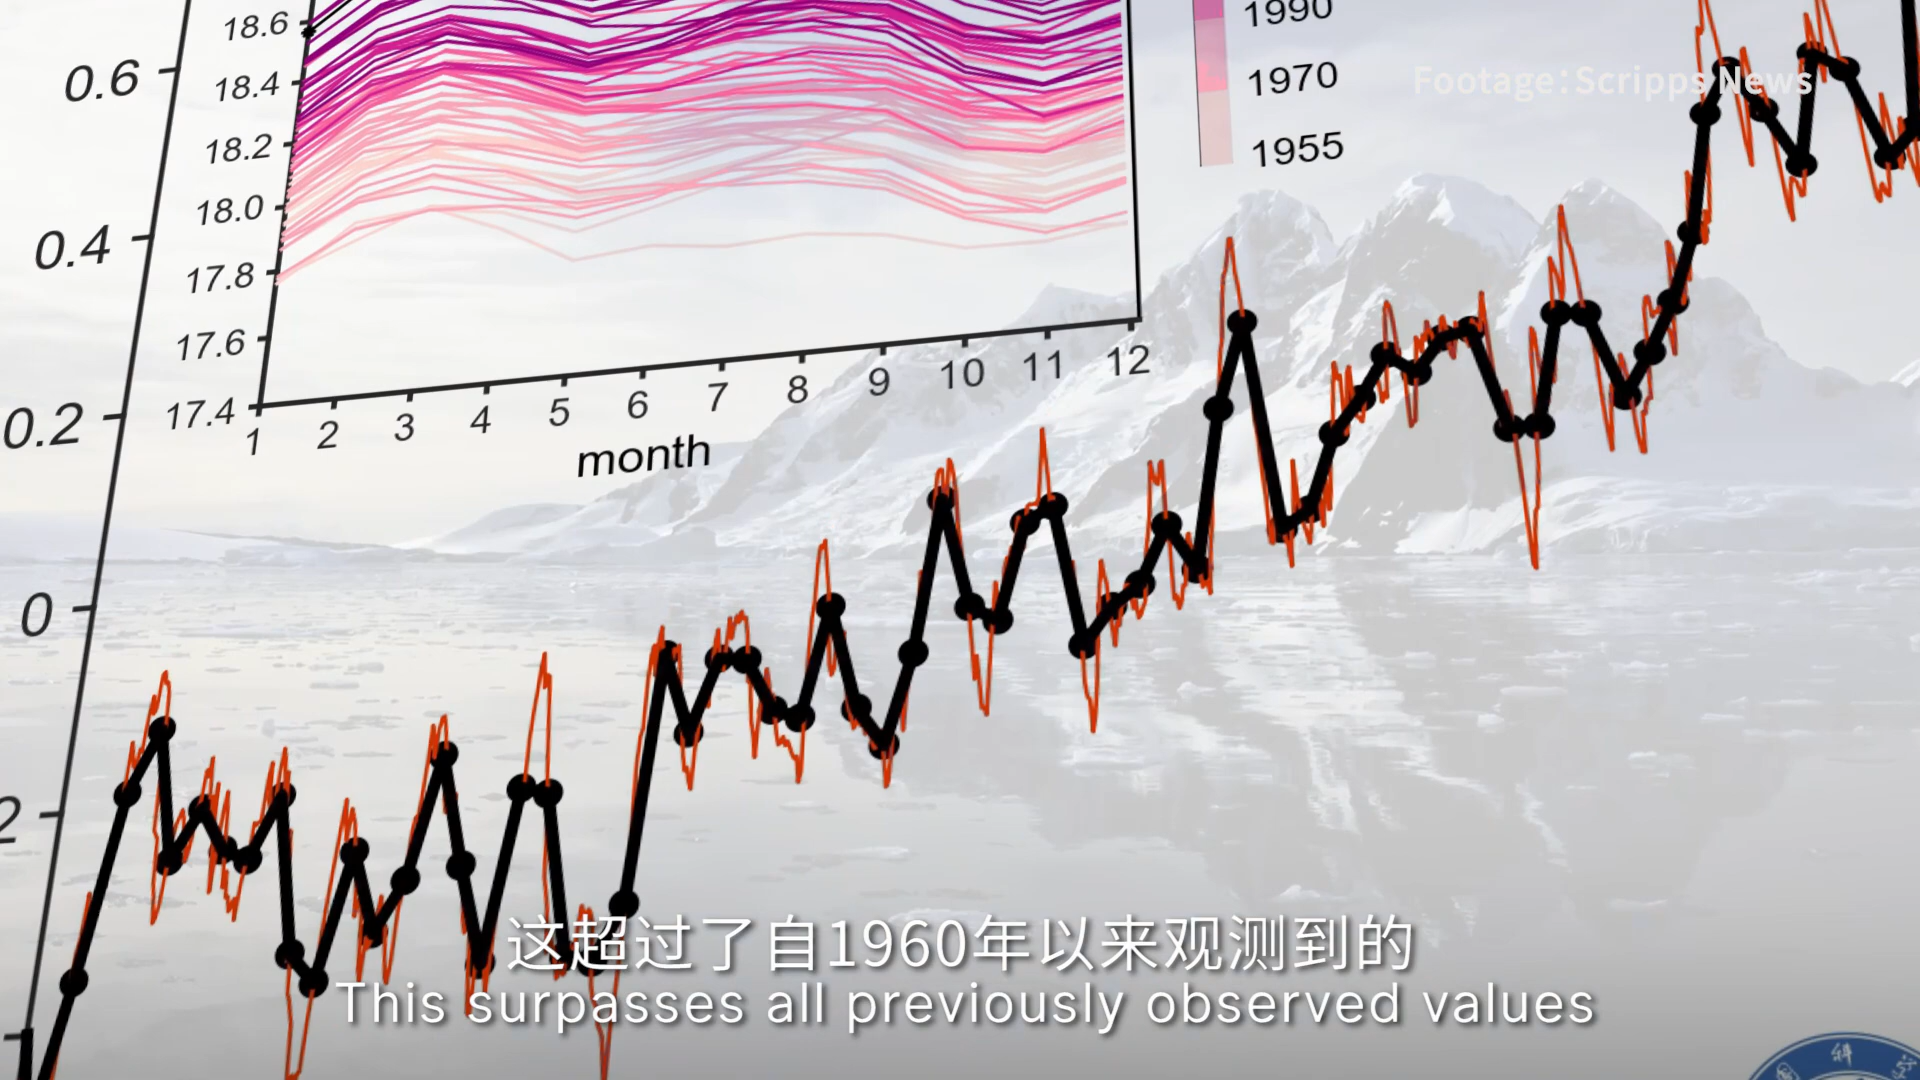 18.6
18.4
18.2
18.0
17.8
17.6
17.4
1 2 3 4 5 6 7 8 9 10 11 12
month
1990
1970
1955
Footage: Scripps News
0.6
0.4
0.2
0
2
这超过了自1960年以来观测到的
This surpasses all previously observed values
科